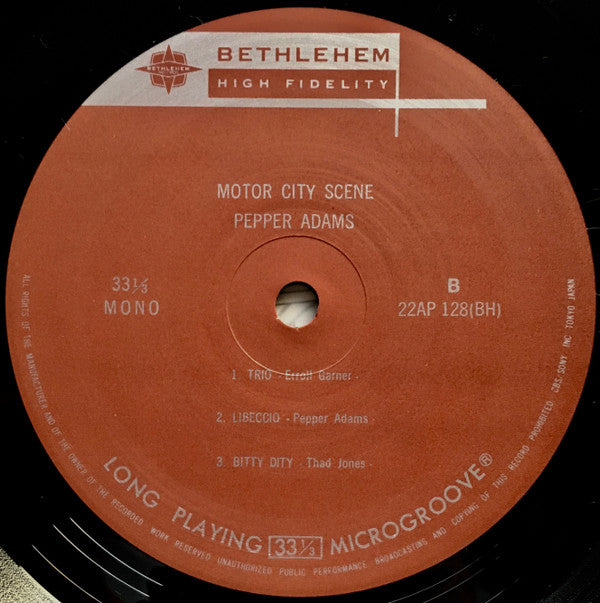 BETHLEHEM
BETHLEHEM
HIGH FIDELITY
MOTOR CITY SCENE
PEPPER ADAMS
33⅓
MONO
B
22AP 128(BH)
1. TRIO - Erroll Garner -
2. LIBECCIO - Pepper Adams -
3. BITTY DITY - Thad Jones -
LONG PLAYING 33⅓ MICROGROOVE®
ALL RIGHTS OF THE MANUFACTURER AND OF THE OWNER OF THE RECORDED WORK RESERVED UNAUTHORIZED PUBLIC PERFORMANCE BROADCASTING AND COPYING OF THIS RECORD PROHIBITED. CBS/SONY INC TOKYO JAPAN